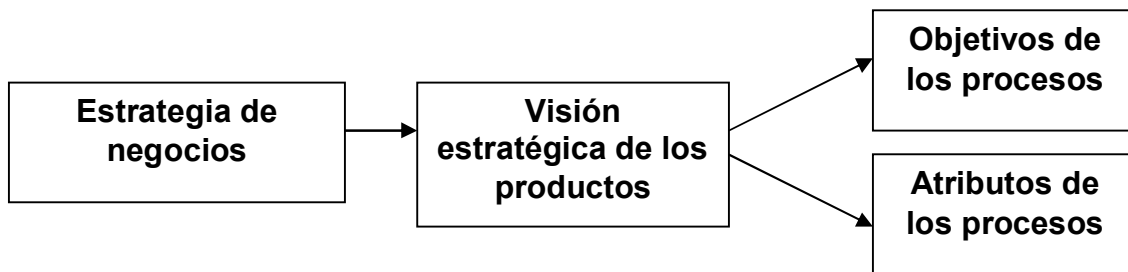 Estrategia de
negocios
Visión
estratégica de los
productos
Objetivos de
los procesos
Atributos de
los procesos